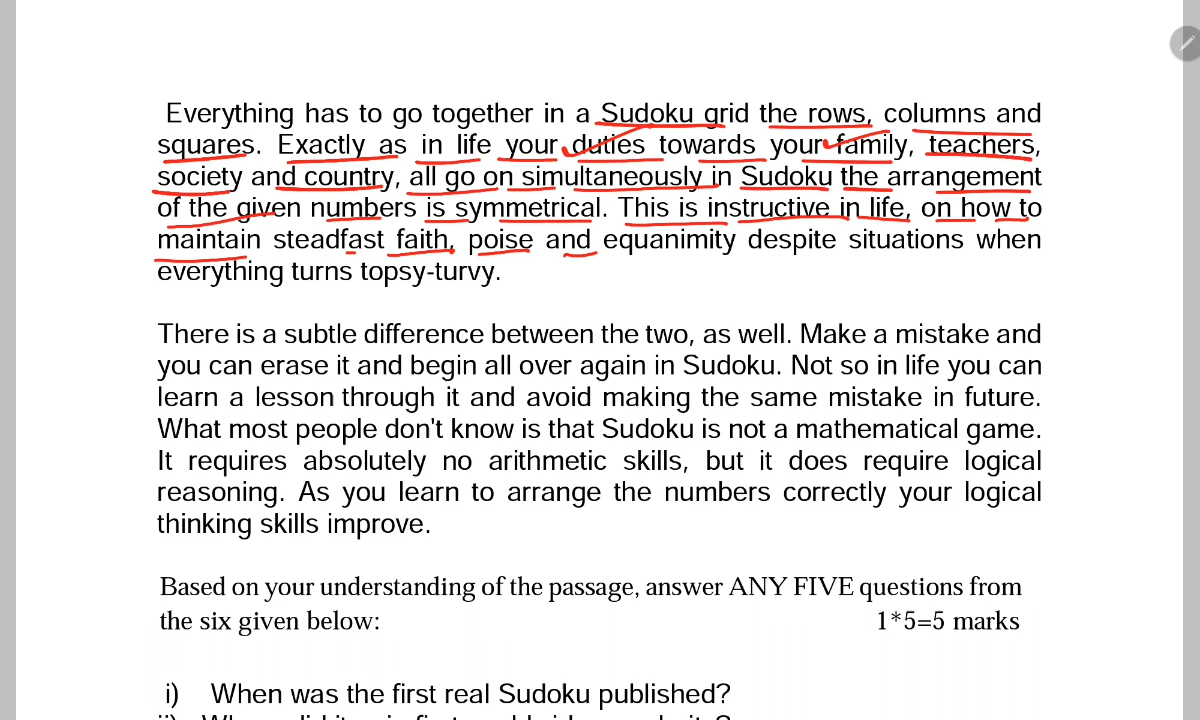 Everything has to go together in a Sudoku grid the rows, columns and
squares. Exactly as in life your duties towards your family, teachers,
society and country, all go on simultaneously in Sudoku the arrangement
of the given numbers is symmetrical. This is instructive in life, on how to
maintain steadfast faith, poise and equanimity despite situations when
everything turns topsy-turvy.
There is a subtle difference between the two, as well. Make a mistake and
you can erase it and begin all over again in Sudoku. Not so in life you can
learn a lesson through it and avoid making the same mistake in future.
What most people don't know is that Sudoku is not a mathematical game.
It requires absolutely no arithmetic skills, but it does require logical
reasoning. As you learn to arrange the numbers correctly your logical
thinking skills improve.
Based on your understanding of the passage, answer ANY FIVE questions from
the six given below: 1*5=5 marks
i) When was the first real Sudoku published?